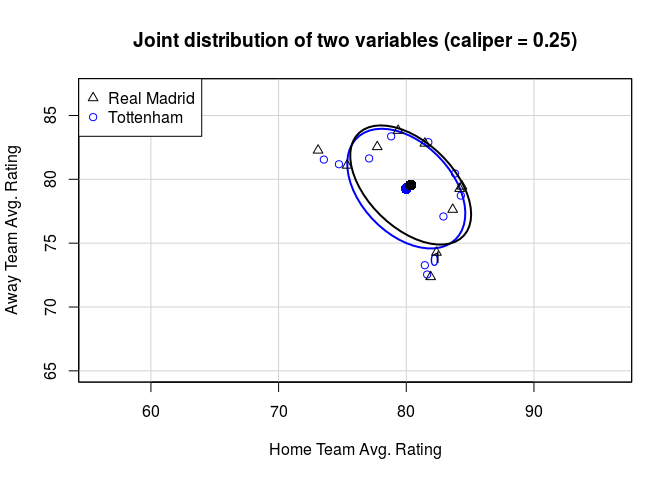 Joint distribution of two variables (caliper = 0.25)
Real Madrid
Tottenham
85
80
75
70
65
Away Team Avg. Rating
60 70 80 90
Home Team Avg. Rating